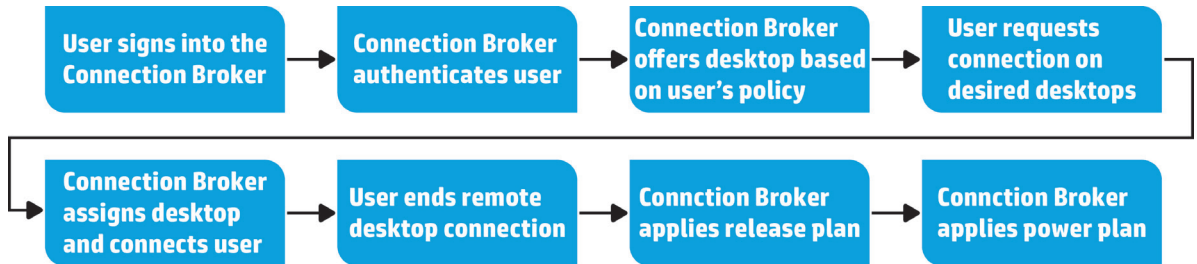 User signs into the
Connection Broker
Connection Broker
authenticates user
Connection Broker
offers desktop based
on user's policy
User requests
connection on
desired desktops
Connection Broker
assigns desktop
and connects user
User ends remote
desktop connection
Connction Broker
applies release plan
Connction Broker
applies power plan